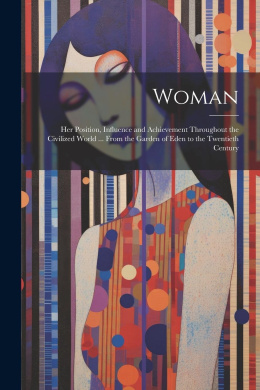 Woman
Her Position, Influence and Achievement Throughout the
Civilized World ... From the Garden of Eden to the Twentieth
Century